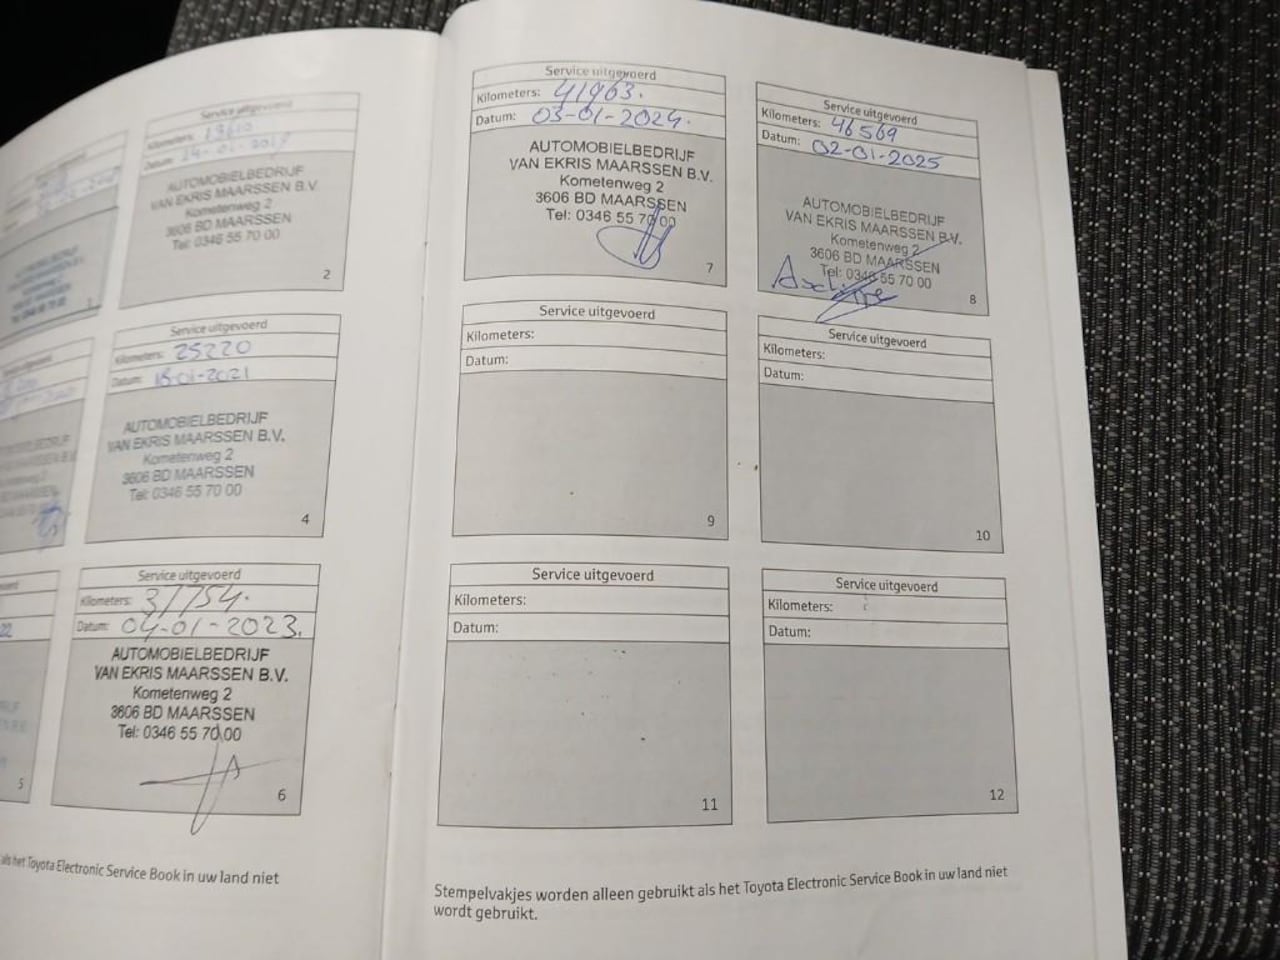 Service uitgevoerd
Kilometers:
Datum:
AUTOMOBIELBEDRIJF
VAN EKRIS MAARSSEN B.V.
Kometenweg 2
3606 BD MAARSSEN
Tel: 0346 55 70 00
2
Service uitgevoerd
Kilometers: 25220
Datum: 18-01-2021
AUTOMOBIELBEDRIJF
VAN EKRIS MAARSSEN B.V.
Kometenweg 2
3606 BD MAARSSEN
Tel: 0346 55 70 00
4
5
Service uitgevoerd
Kilometers: 37754.
Datum: 04-01-2023.
AUTOMOBIELBEDRIJF
VAN EKRIS MAARSSEN B.V.
Kometenweg 2
3606 BD MAARSSEN
Tel: 0346 55 70 00
6
als het Toyota Electronic Service Book in uw land niet
Service uitgevoerd
Kilometers: 41963.
Datum: 03-01-2024.
AUTOMOBIELBEDRIJF
VAN EKRIS MAARSSEN B.V.
Kometenweg 2
3606 BD MAARSSEN
Tel: 0346 55 70 00
7
Service uitgevoerd
Kilometers: 46569
Datum: 02-01-2025
AUTOMOBIELBEDRIJF
VAN EKRIS MAARSSEN B.V.
Kometenweg 2
3606 BD MAARSSEN
Tel: 0346 55 70 00
8
Service uitgevoerd
Kilometers:
Datum:
9
Service uitgevoerd
Kilometers:
Datum:
10
Service uitgevoerd
Kilometers:
Datum:
11
Service uitgevoerd
Kilometers:
Datum:
12
Stempelvakjes worden alleen gebruikt als het Toyota Electronic Service Book in uw land niet
wordt gebruikt.